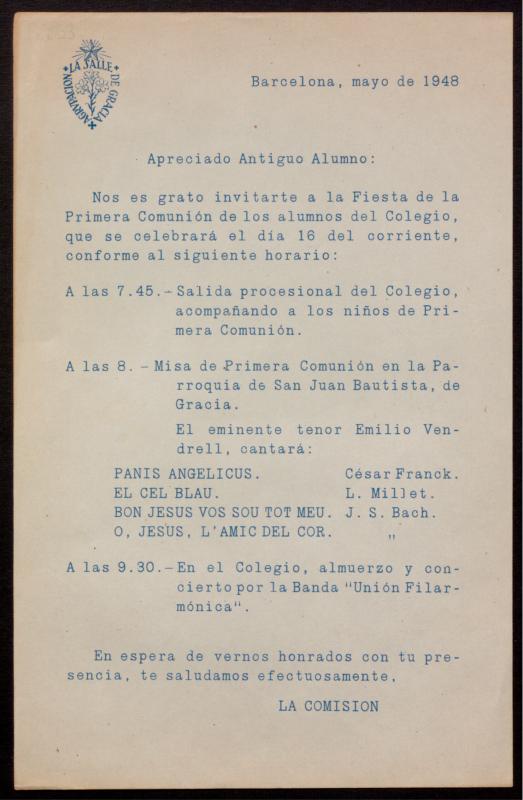 LA SALLE DE GRACIA
AGRUPACION
Barcelona, mayo de 1948
Apreciado Antiguo Alumno:
Nos es grato invitarte a la Fiesta de la
Primera Comunión de los alumnos del Colegio,
que se celebrará el día 16 del corriente,
conforme al siguiente horario:
A las 7.45.- Salida procesional del Colegio,
acompañando a los niños de Pri-
mera Comunión.
A las 8. - Misa de Primera Comunión en la Pa-
rroquia de San Juan Bautista, de
Gracia.
El eminente tenor Emilio Ven-
drell, cantará:
PANIS ANGELICUS. César Franck.
EL CEL BLAU. L. Millet.
BON JESUS VOS SOU TOT MEU. J. S. Bach.
O, JESUS, L'AMIC DEL COR. "
A las 9.30.- En el Colegio, almuerzo y con-
cierto por la Banda "Unión Filar-
mónica".
En espera de vernos honrados con tu pre-
sencia, te saludamos efectuosamente,
LA COMISION